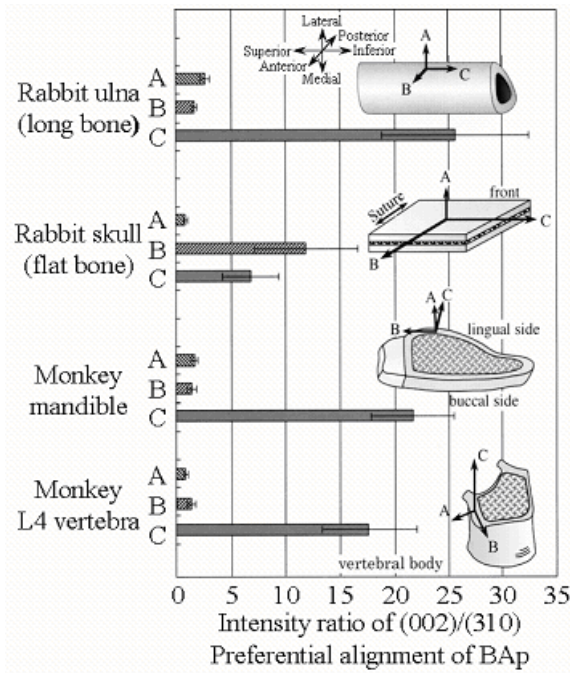 Lateral
Posterior
Superior
Inferior
Anterior
Medial
Rabbit ulna
(long bone)
A
B
C
A
B
C
Rabbit skull
(flat bone)
A
B
C
Suture
front
A
B
C
Monkey
mandible
A
B
C
A
C
B
lingual side
buccal side
Monkey
L4 vertebra
A
B
C
C
A
B
vertebral body
0 5 10 15 20 25 30 35
Intensity ratio of (002)/(310)
Preferential alignment of BAp